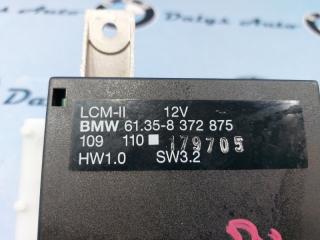 LCM-II 12V
BMW 61.35-8 372 875
109 110 179705
HW1.0 SW3.2